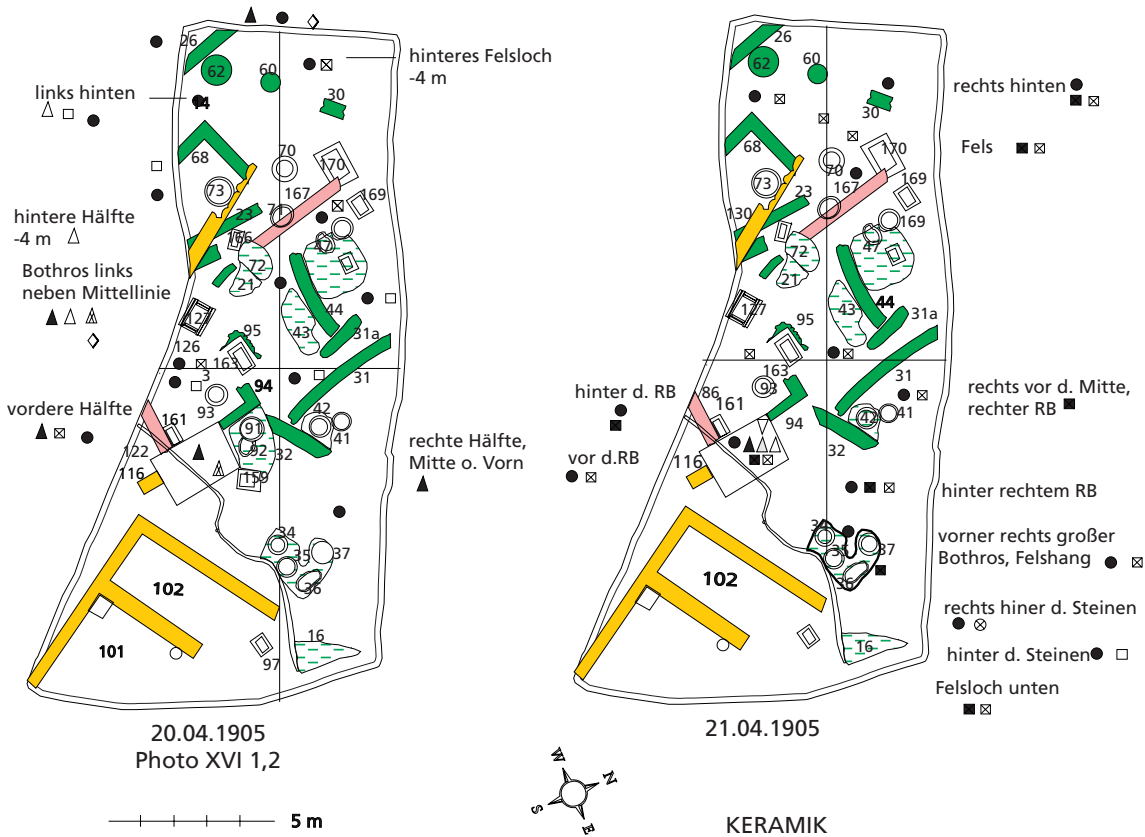 hinteres Felsloch
-4 m
links hinten
hintere Hälfte
-4 m
Bothros links
neben Mittellinie
vordere Hälfte
rechte Hälfte,
Mitte o. Vorn
26
62
60
30
14
68
70
170
73
167
169
71
23
166
47
72
21
44
43
127
31a
95
126
163
31
3
94
93
42
161
91
41
122
92
32
116
159
34
35
37
36
102
101
16
97
20.04.1905
Photo XVI 1,2
5 m
rechts hinten
Fels
hinter d. RB
vor d.RB
rechts vor d. Mitte,
rechter RB
hinter rechtem RB
vorner rechts großer
Bothros, Felshang
rechts hiner d. Steinen
hinter d. Steinen
Felsloch unten
26
62
60
30
68
70
170
73
23
167
169
130
47
72
21
43
44
127
31a
95
163
31
86
93
161
42
41
94
32
116
34
35
37
36
102
16
21.04.1905
W
N
S
E
KERAMIK